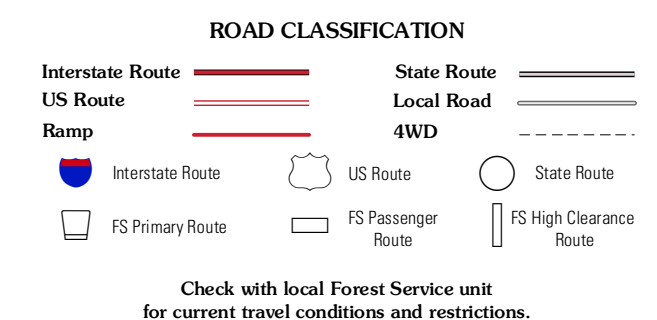 ROAD CLASSIFICATION
Interstate Route
State Route
US Route
Local Road
Ramp
4WD
Interstate Route
US Route
State Route
FS Primary Route
FS Passenger
Route
FS High Clearance
Route
Check with local Forest Service unit
for current travel conditions and restrictions.